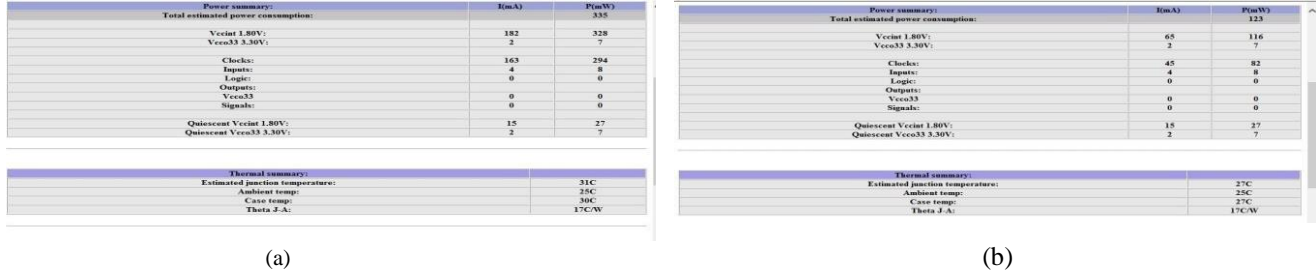 Power summary: I(mA) P(mW)
Total estimated power consumption: 335
Vccint 1.80V: 182 328
Vcco33 3.30V: 2 7
Clocks: 163 294
Inputs: 4 8
Logic: 0 0
Outputs:
Vcco33 0 0
Signals: 0 0
Quiescent Vccint 1.80V: 15 27
Quiescent Vcco33 3.30V: 2 7
Thermal summary:
Estimated junction temperature: 31C
Ambient temp: 25C
Case temp: 30C
Theta J-A: 17C/W
(a)
Power summary: I(mA) P(mW)
Total estimated power consumption: 123
Vccint 1.80V: 65 116
Vcco33 3.30V: 2 7
Clocks: 45 82
Inputs: 4 8
Logic: 0 0
Outputs:
Vcco33 0 0
Signals: 0 0
Quiescent Vccint 1.80V: 15 27
Quiescent Vcco33 3.30V: 2 7
Thermal summary:
Estimated junction temperature: 27C
Ambient temp: 25C
Case temp: 27C
Theta J-A: 17C/W
(b)